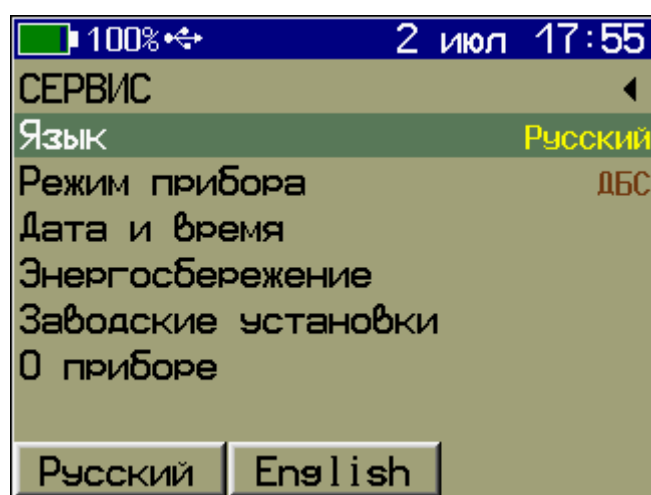 100% 2 июл 17:55
СЕРВИС
Язык Русский
Режим прибора ДБС
Дата и время
Энергосбережение
Заводские установки
О приборе
Русский English